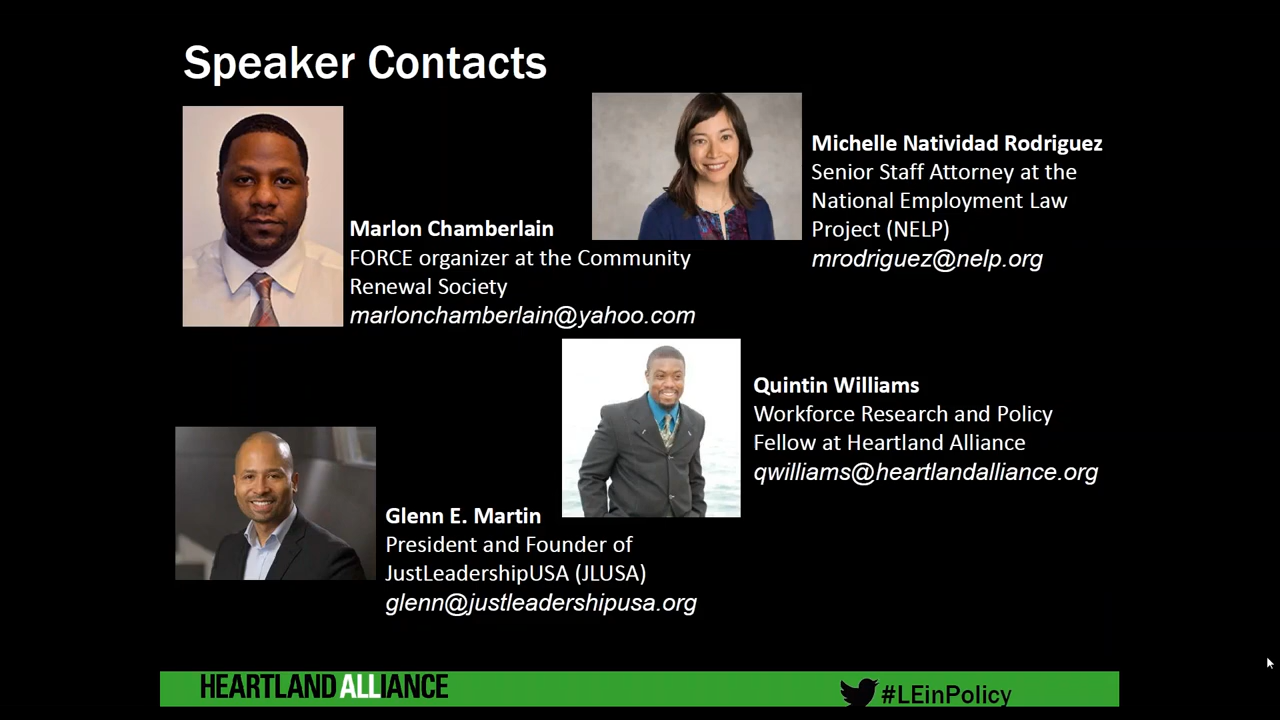 Speaker Contacts
Marlon Chamberlain
FORCE organizer at the Community
Renewal Society
marlonchamberlain@yahoo.com
Michelle Natividad Rodriguez
Senior Staff Attorney at the
National Employment Law
Project (NELP)
mrodriguez@nelp.org
Glenn E. Martin
President and Founder of
JustLeadershipUSA (JLUSA)
glenn@justleadershipusa.org
Quintin Williams
Workforce Research and Policy
Fellow at Heartland Alliance
qwilliams@heartlandalliance.org
HEARTLAND ALLIANCE
#LEinPolicy